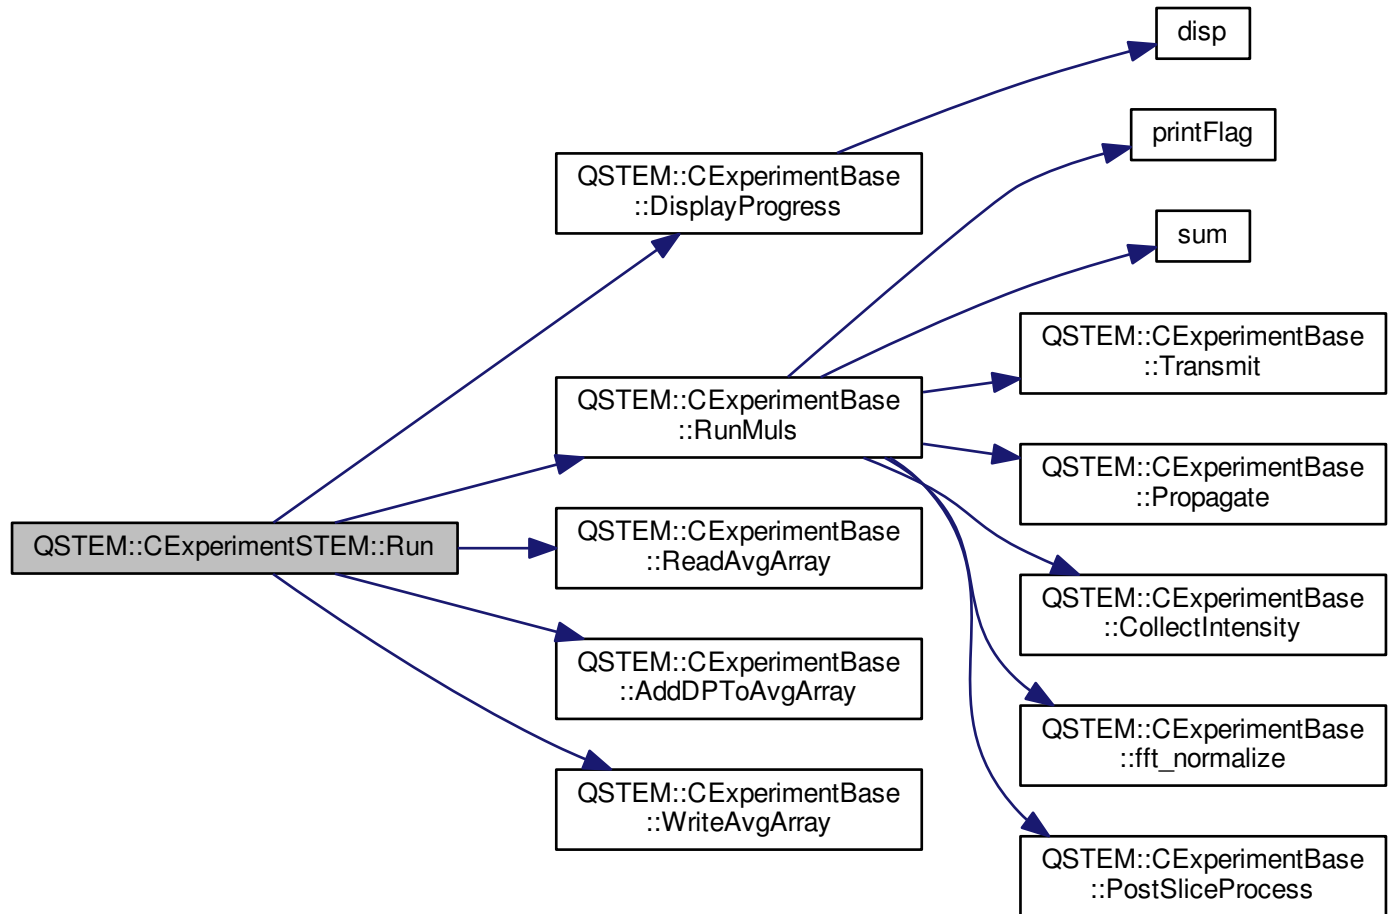 disp
printFlag
QSTEM::CExperimentBase
::DisplayProgress
sum
QSTEM::CExperimentBase
::Transmit
QSTEM::CExperimentBase
::RunMuls
QSTEM::CExperimentBase
::Propagate
QSTEM::CExperimentSTEM::Run
QSTEM::CExperimentBase
::ReadAvgArray
QSTEM::CExperimentBase
::CollectIntensity
QSTEM::CExperimentBase
::AddDPToAvgArray
QSTEM::CExperimentBase
::fft_normalize
QSTEM::CExperimentBase
::WriteAvgArray
QSTEM::CExperimentBase
::PostSliceProcess